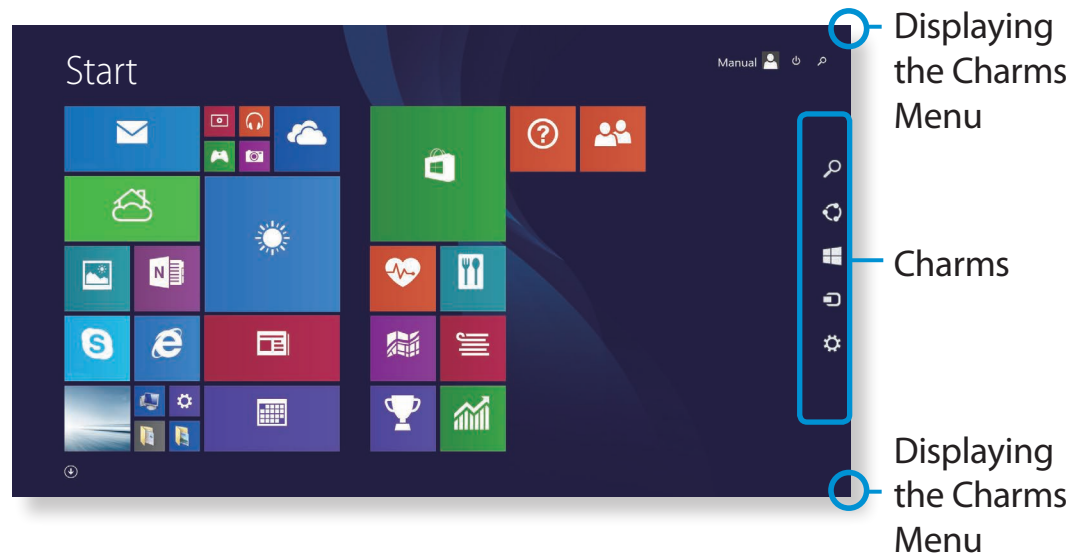 Displaying
the Charms
Menu
Start
Manual
Charms
Displaying
the Charms
Menu